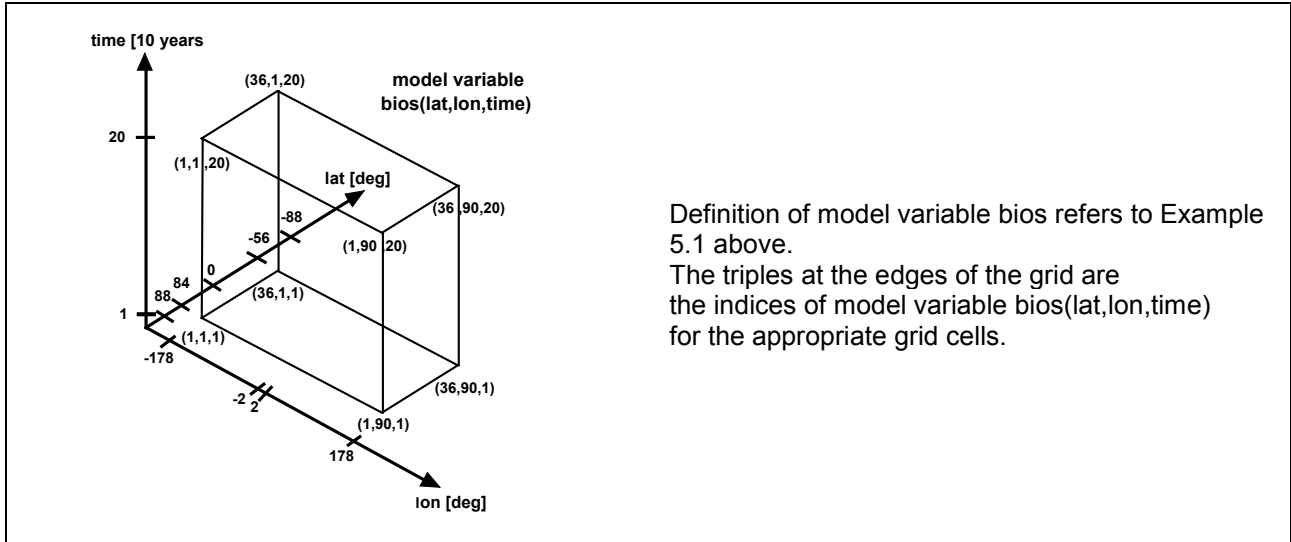 time [10 years
(36,1,20)
model variable
bios(lat,lon,time)
20
(1,1,20)
lat [deg]
-88
(36,90,20)
-56
(1,90,20)
0
84
88
(36,1,1)
1
(1,1,1)
-178
-2
2
(36,90,1)
(1,90,1)
178
lon [deg]
Definition of model variable bios refers to Example
5.1 above.
The triples at the edges of the grid are
the indices of model variable bios(lat,lon,time)
for the appropriate grid cells.